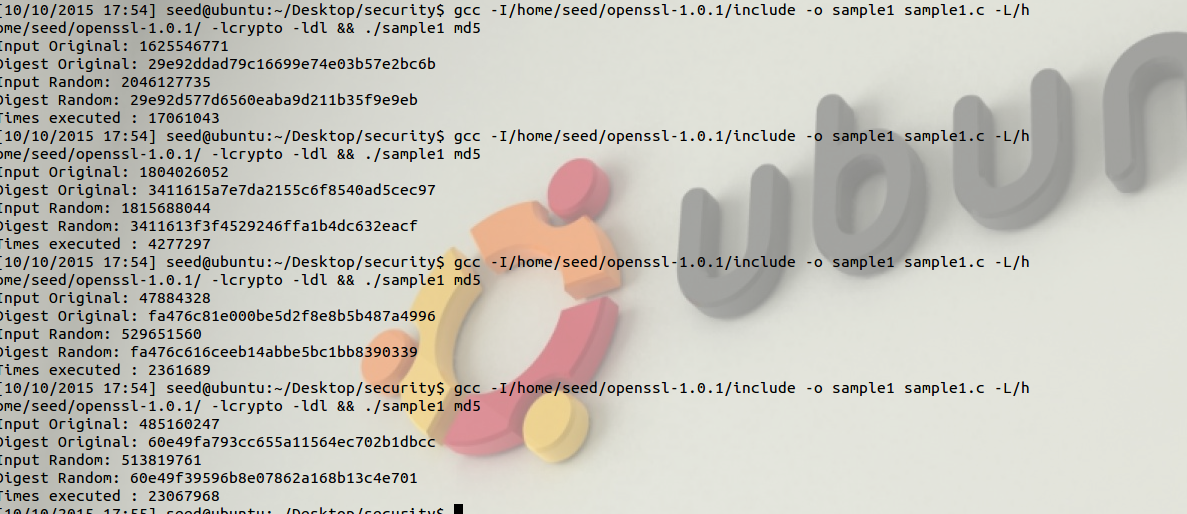 [10/10/2015 17:54] seed@ubuntu:~/Desktop/security$ gcc -I/home/seed/openssl-1.0.1/include -o sample1 sample1.c -L/h
ome/seed/openssl-1.0.1/ -lcrypto -ldl && ./sample1 md5
Input Original: 1625546771
Digest Original: 29e92ddad79c16699e74e03b57e2bc6b
Input Random: 2046127735
Digest Random: 29e92d577d6560eaba9d211b35f9e9eb
Times executed : 17061043
[10/10/2015 17:54] seed@ubuntu:~/Desktop/security$ gcc -I/home/seed/openssl-1.0.1/include -o sample1 sample1.c -L/h
ome/seed/openssl-1.0.1/ -lcrypto -ldl && ./sample1 md5
Input Original: 1804026052
Digest Original: 3411615a7e7da2155c6f8540ad5cec97
Input Random: 1815688044
Digest Random: 3411613f3f4529246ffa1b4dc632eacf
Times executed : 4277297
[10/10/2015 17:54] seed@ubuntu:~/Desktop/security$ gcc -I/home/seed/openssl-1.0.1/include -o sample1 sample1.c -L/h
ome/seed/openssl-1.0.1/ -lcrypto -ldl && ./sample1 md5
Input Original: 47884328
Digest Original: fa476c81e000be5d2f8e8b5b487a4996
Input Random: 529651560
Digest Random: fa476c616ceeb14abbe5bc1bb8390339
Times executed : 2361689
[10/10/2015 17:54] seed@ubuntu:~/Desktop/security$ gcc -I/home/seed/openssl-1.0.1/include -o sample1 sample1.c -L/h
ome/seed/openssl-1.0.1/ -lcrypto -ldl && ./sample1 md5
Input Original: 485160247
Digest Original: 60e49fa793cc655a11564ec702b1dbcc
Input Random: 513819761
Digest Random: 60e49f39596b8e07862a168b13c4e701
Times executed : 23067968
[10/10/2015 17:55] seed@ubuntu:~/Desktop/security$
ubun